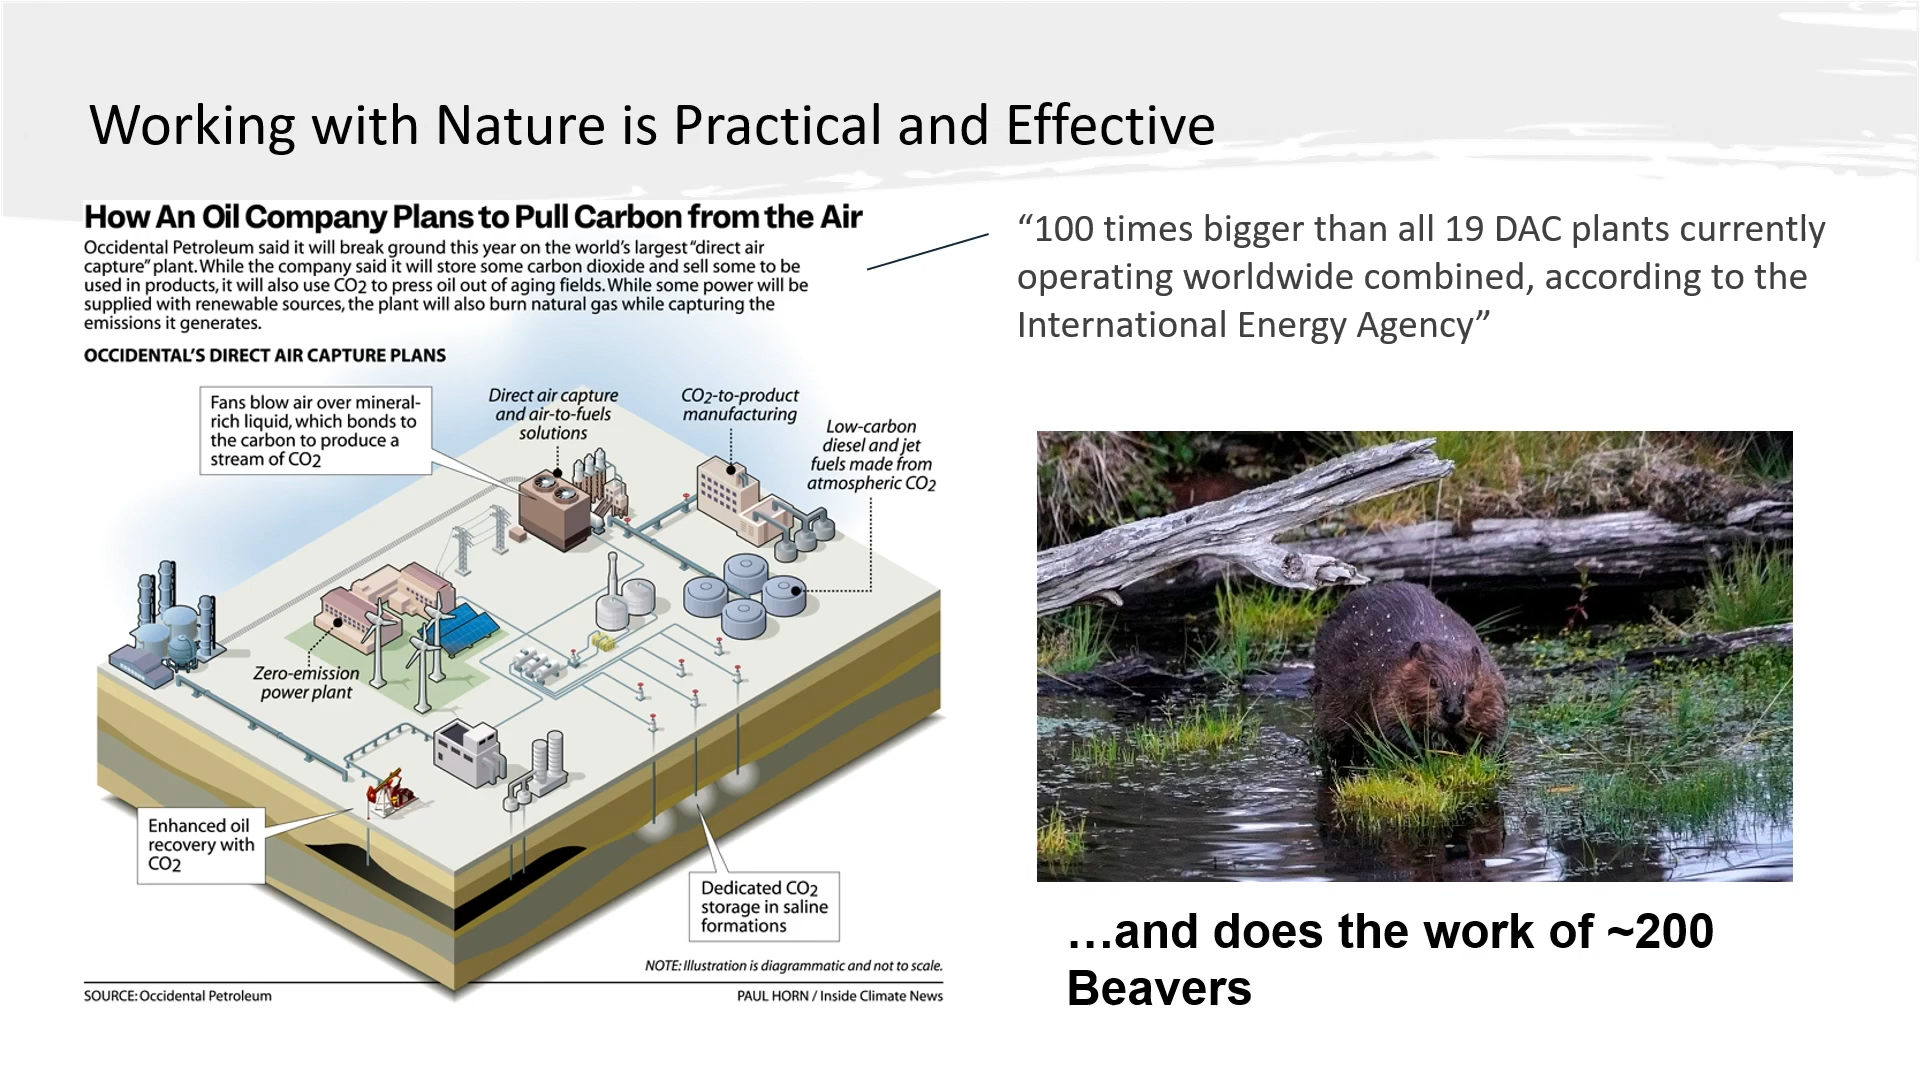 Working with Nature is Practical and Effective
How An Oil Company Plans to Pull Carbon from the Air
Occidental Petroleum said it will break ground this year on the world's largest "direct air
capture" plant. While the company said it will store some carbon dioxide and sell some to be
used in products, it will also use CO2 to press oil out of aging fields. While some power will be
supplied with renewable sources, the plant will also burn natural gas while capturing the
emissions it generates.
OCCIDENTAL'S DIRECT AIR CAPTURE PLANS
Fans blow air over mineral-
rich liquid, which bonds to
the carbon to produce a
stream of CO2
Direct air capture
and air-to-fuels
solutions
CO2-to-product
manufacturing
Low-carbon
diesel and jet
fuels made from
atmospheric CO2
Zero-emission
power plant
Enhanced oil
recovery with
CO2
Dedicated CO2
storage in saline
formations
NOTE: Illustration is diagrammatic and not to scale.
SOURCE: Occidental Petroleum
PAUL HORN / Inside Climate News
“100 times bigger than all 19 DAC plants currently
operating worldwide combined, according to the
International Energy Agency”
…and does the work of ~200
Beavers